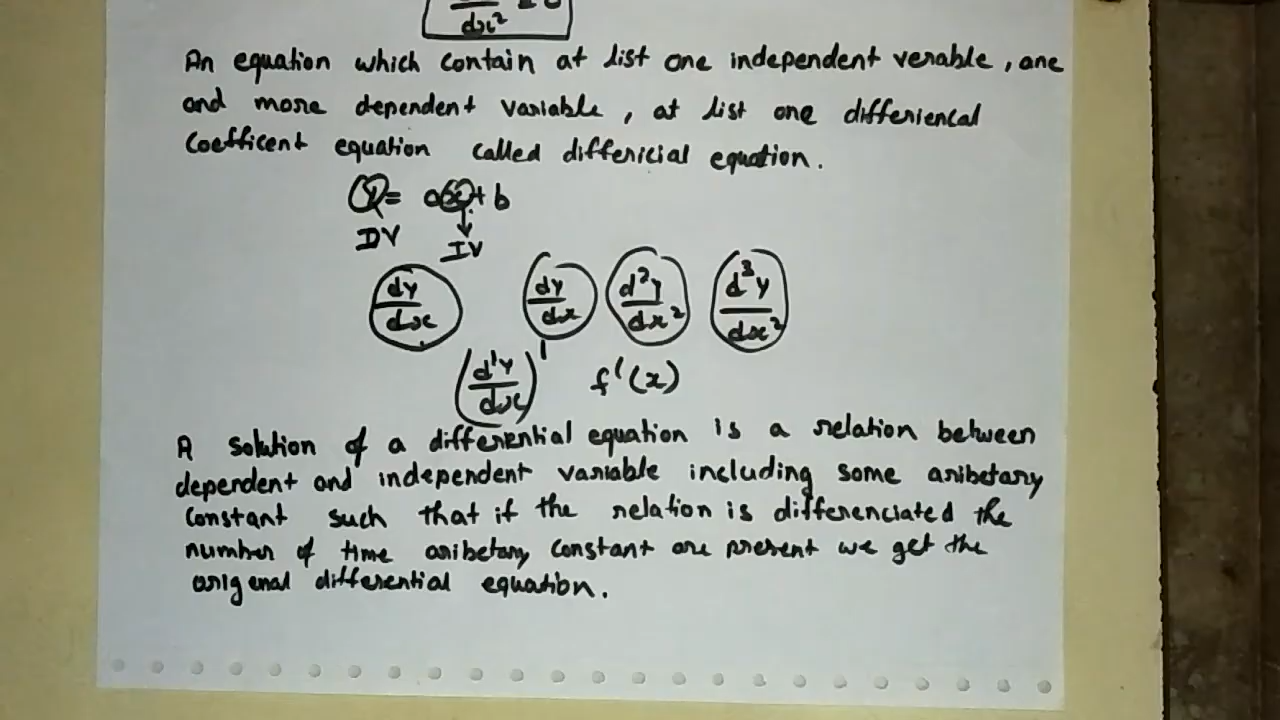 dx² = 0
An equation which contain at list one independent verable, one
and more dependent variable, at list one differiencal
Coefficent equation called differicial equation.
y = ax + b
DV
IV
dy/dx dy/dx d²y/dx² d³y/dx²
(d'y/dx)' f'(x)
A solution of a differential equation is a relation between
dependent and independent variable including some aribetary
Constant such that if the relation is differenciated the
number of time aribetary constant are present we get the
origenal differential equation.